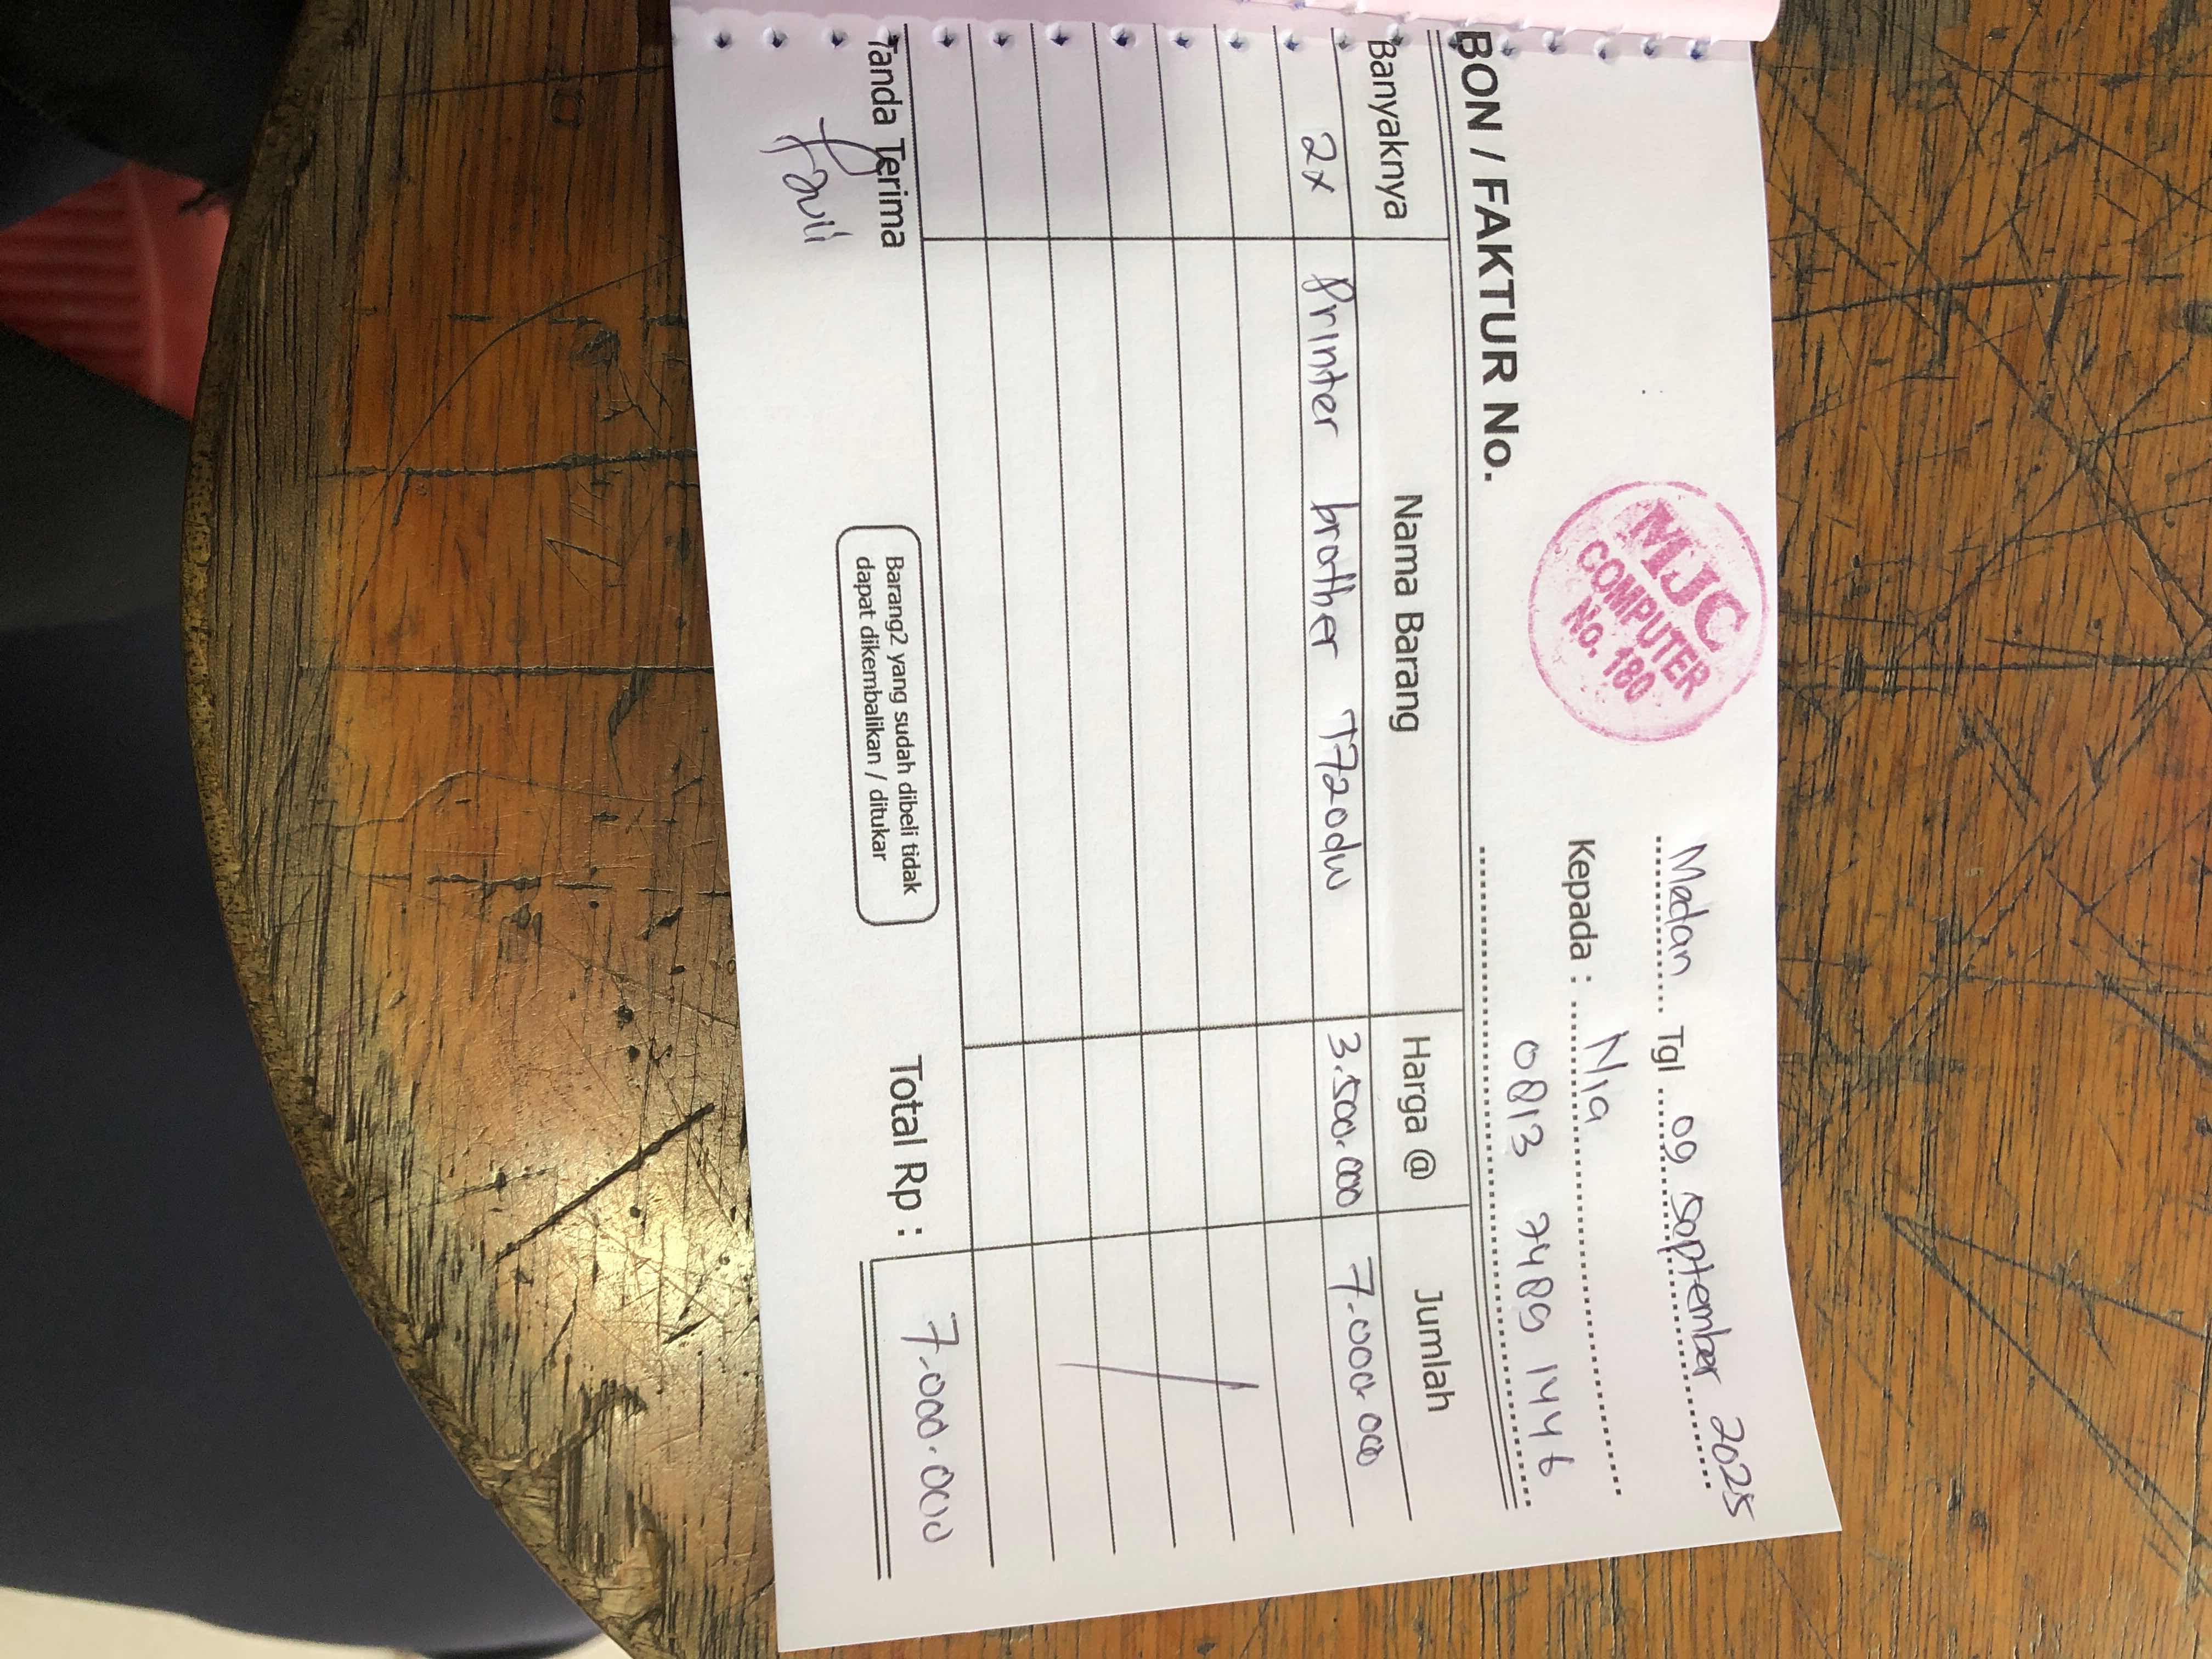 MJC
COMPUTER
No. 180
Medan Tgl 09 September 2025
Kepada : Nia
0813 7489 1446
BON / FAKTUR No.
Banyaknya Nama Barang Harga @ Jumlah
2x Printer brother T720dw 3.500.000 7.000.000
Tanda Terima
Barang2 yang sudah dibeli tidak
dapat dikembalikan / ditukar
Total Rp : 7.000.000